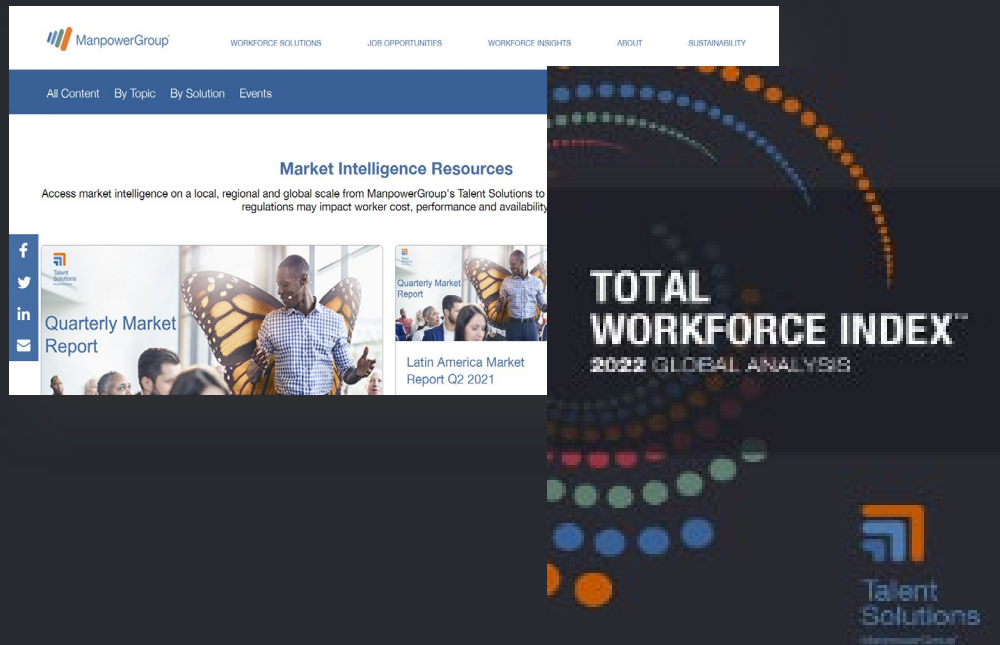 ManpowerGroup
WORKFORCE SOLUTIONS JOB OPPORTUNITIES WORKFORCE INSIGHTS ABOUT SUSTAINABILITY
All Content By Topic By Solution Events
Market Intelligence Resources
Access market intelligence on a local, regional and global scale from ManpowerGroup's Talent Solutions to
regulations may impact worker cost, performance and availability
Talent
Solutions
Quarterly Market
Report
Quarterly Market
Report
Latin America Market
Report Q2 2021
TOTAL
WORKFORCE INDEX™
2022 GLOBAL ANALYSIS
Talent
Solutions
ManpowerGroup